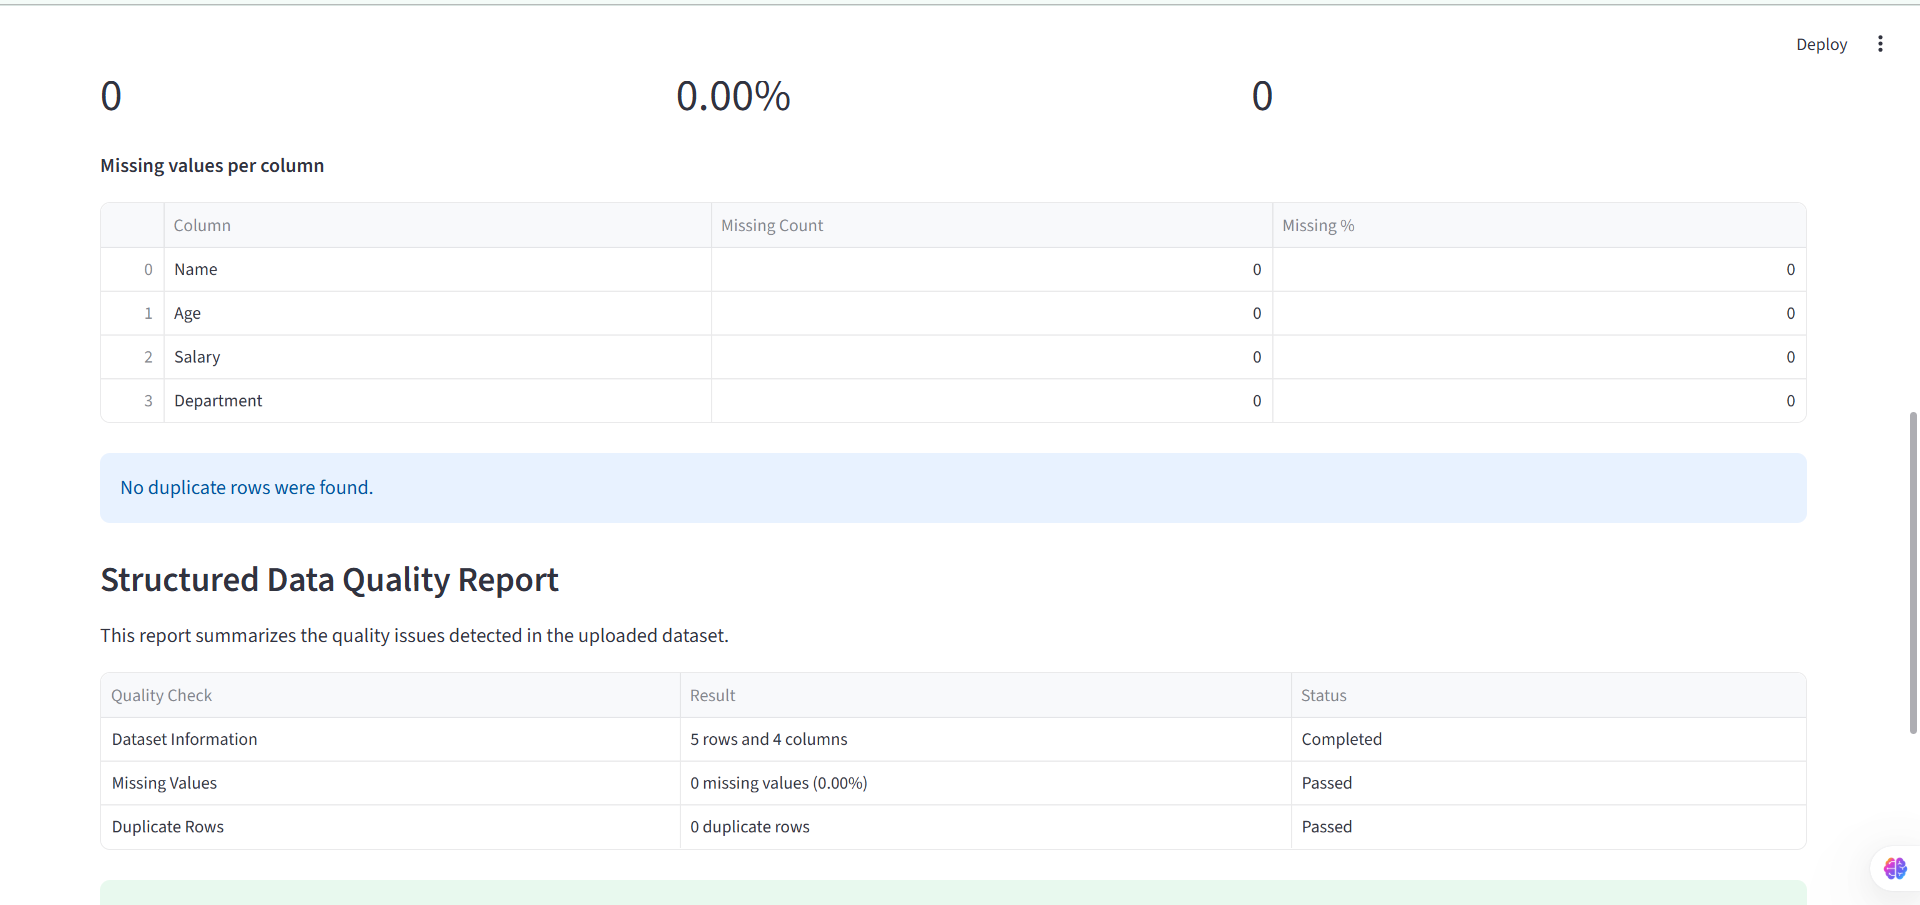 Deploy
0 0.00% 0
Missing values per column
Column Missing Count Missing %
0 Name 0 0
1 Age 0 0
2 Salary 0 0
3 Department 0 0
No duplicate rows were found.
Structured Data Quality Report
This report summarizes the quality issues detected in the uploaded dataset.
Quality Check Result Status
Dataset Information 5 rows and 4 columns Completed
Missing Values 0 missing values (0.00%) Passed
Duplicate Rows 0 duplicate rows Passed